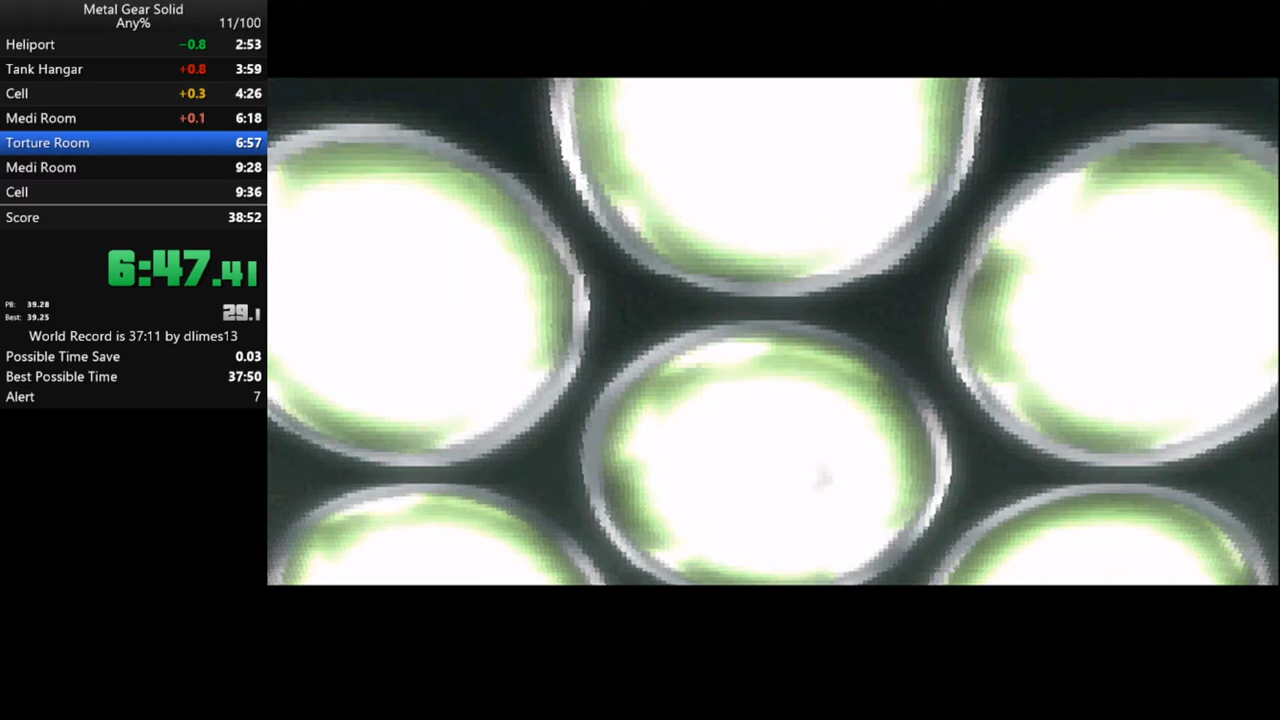 Metal Gear Solid
Any% 11/100
Heliport −0.8 2:53
Tank Hangar +0.8 3:59
Cell +0.3 4:26
Medi Room +0.1 6:18
Torture Room 6:57
Medi Room 9:28
Cell 9:36
Score 38:52
6:47.41
PB: 39.28
Best: 39.25
29.1
World Record is 37:11 by dlimes13
Possible Time Save 0.03
Best Possible Time 37:50
Alert 7